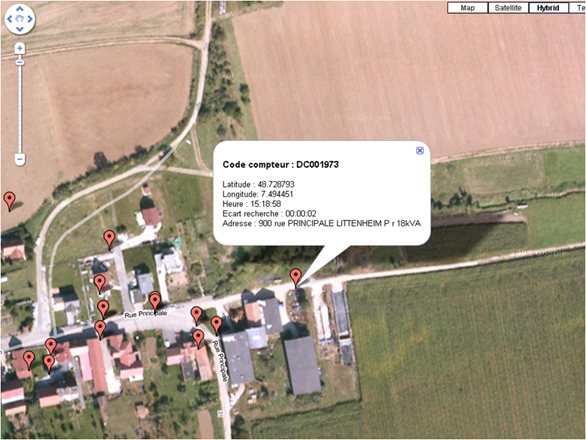 Map Satellite Hybrid Te
Code compteur : DC001973
Latitude : 48.728793
Longitude: 7.494451
Heure : 15:18:58
Ecart recherche : 00:00:02
Adresse : 900 rue PRINCIPALE LITTENHEIM P r 18kVA
Rue Principale
Rue Principale